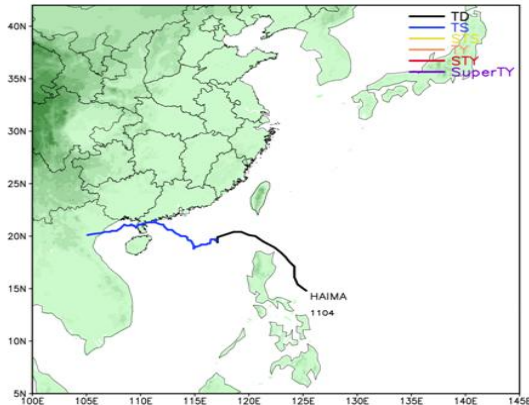 40N
35N
30N
25N
20N
15N
10N
5N
100E 105E 110E 115E 120E 125E 130E 135E 140E 145E
TD
TS
STS
TY
STY
SuperTY
HAIMA
1104